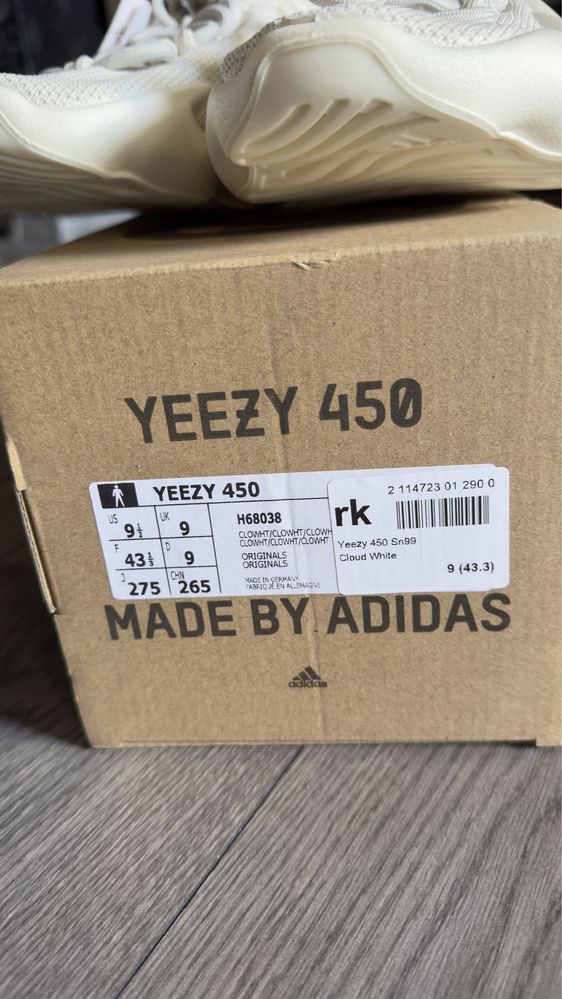 YEEZY 450
YEEZY 450
US
9½
UK
9
F
43⅓
D
9
J
275
CHN
265
H68038
CLOWHT/CLOWHT/CLOWH
CLOWHT/CLOWHT/CLOWHT
ORIGINALS
ORIGINALS
MADE IN GERMANY
FABRIQUÉ EN ALLEMAGNE
rk
2 114723 01 290 0
Yeezy 450 Sn99
Cloud White
9 (43.3)
MADE BY ADIDAS
adidas